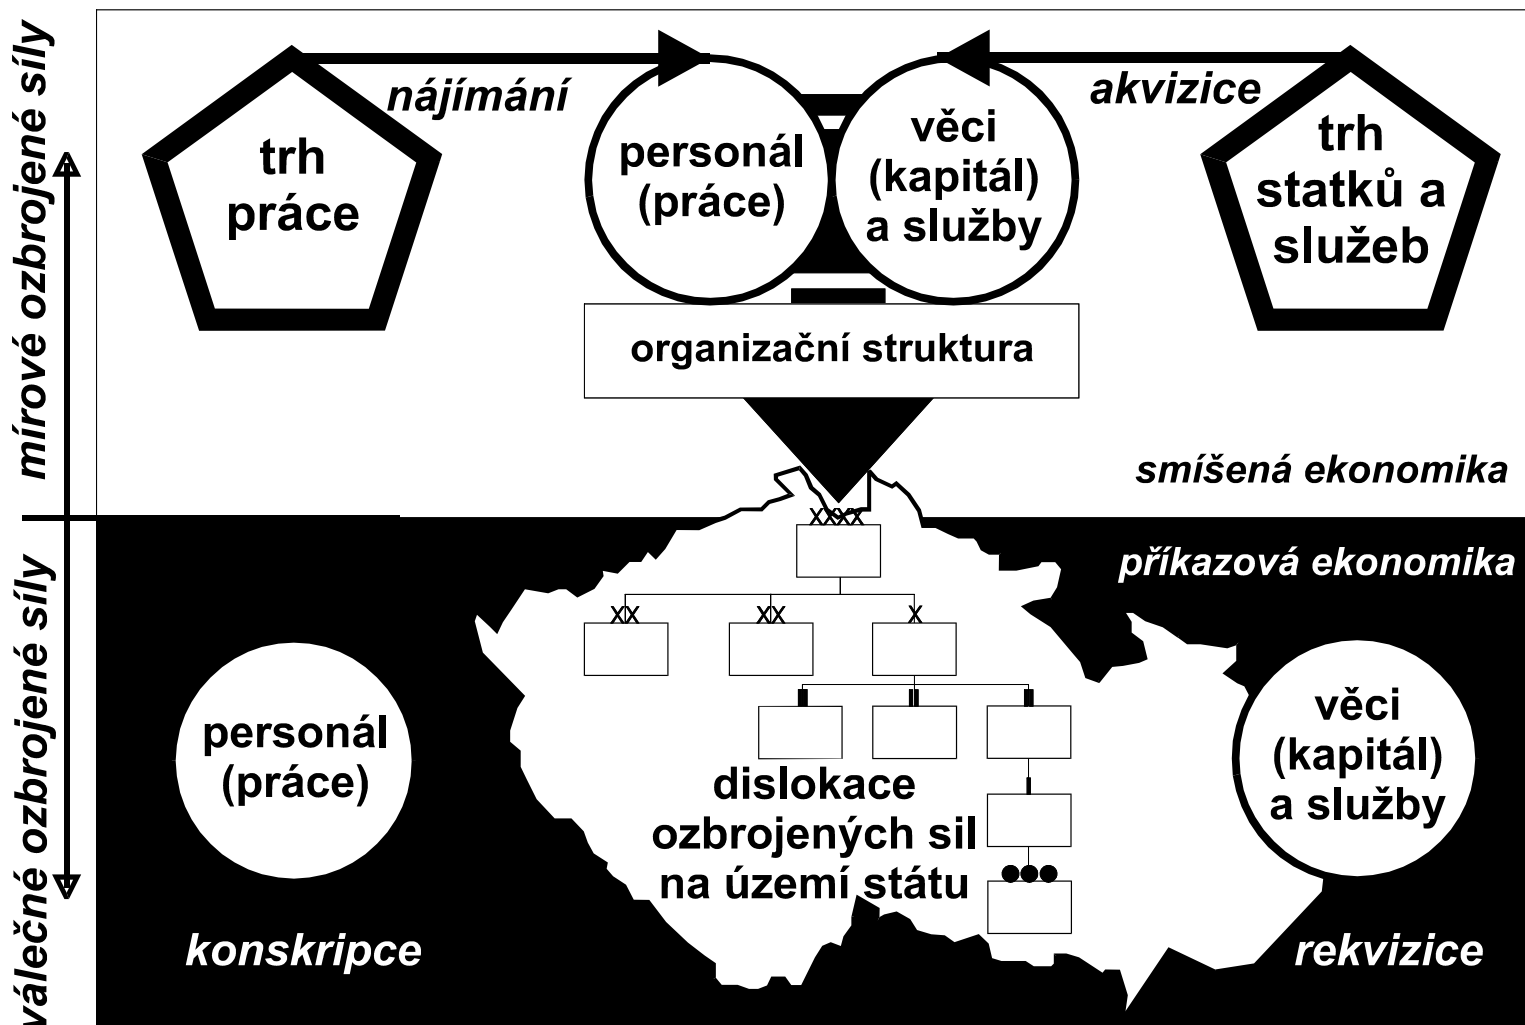 mírové ozbrojené síly
válečné ozbrojené síly
nájímání
akvizice
trh
práce
personál
(práce)
věci
(kapitál)
a služby
trh
statků a
služeb
organizační struktura
smíšená ekonomika
příkazová ekonomika
XXXX
XX
XX
X
personál
(práce)
věci
(kapitál)
a služby
dislokace
ozbrojených sil
na území státu
konskripce
rekvizice